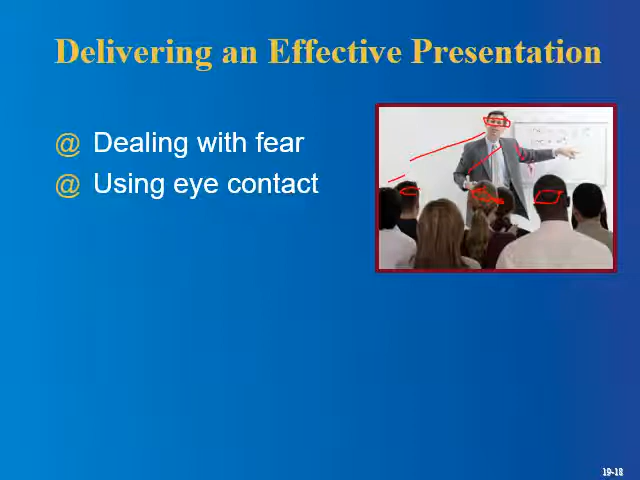 Delivering an Effective Presentation
@ Dealing with fear
@ Using eye contact
19-18